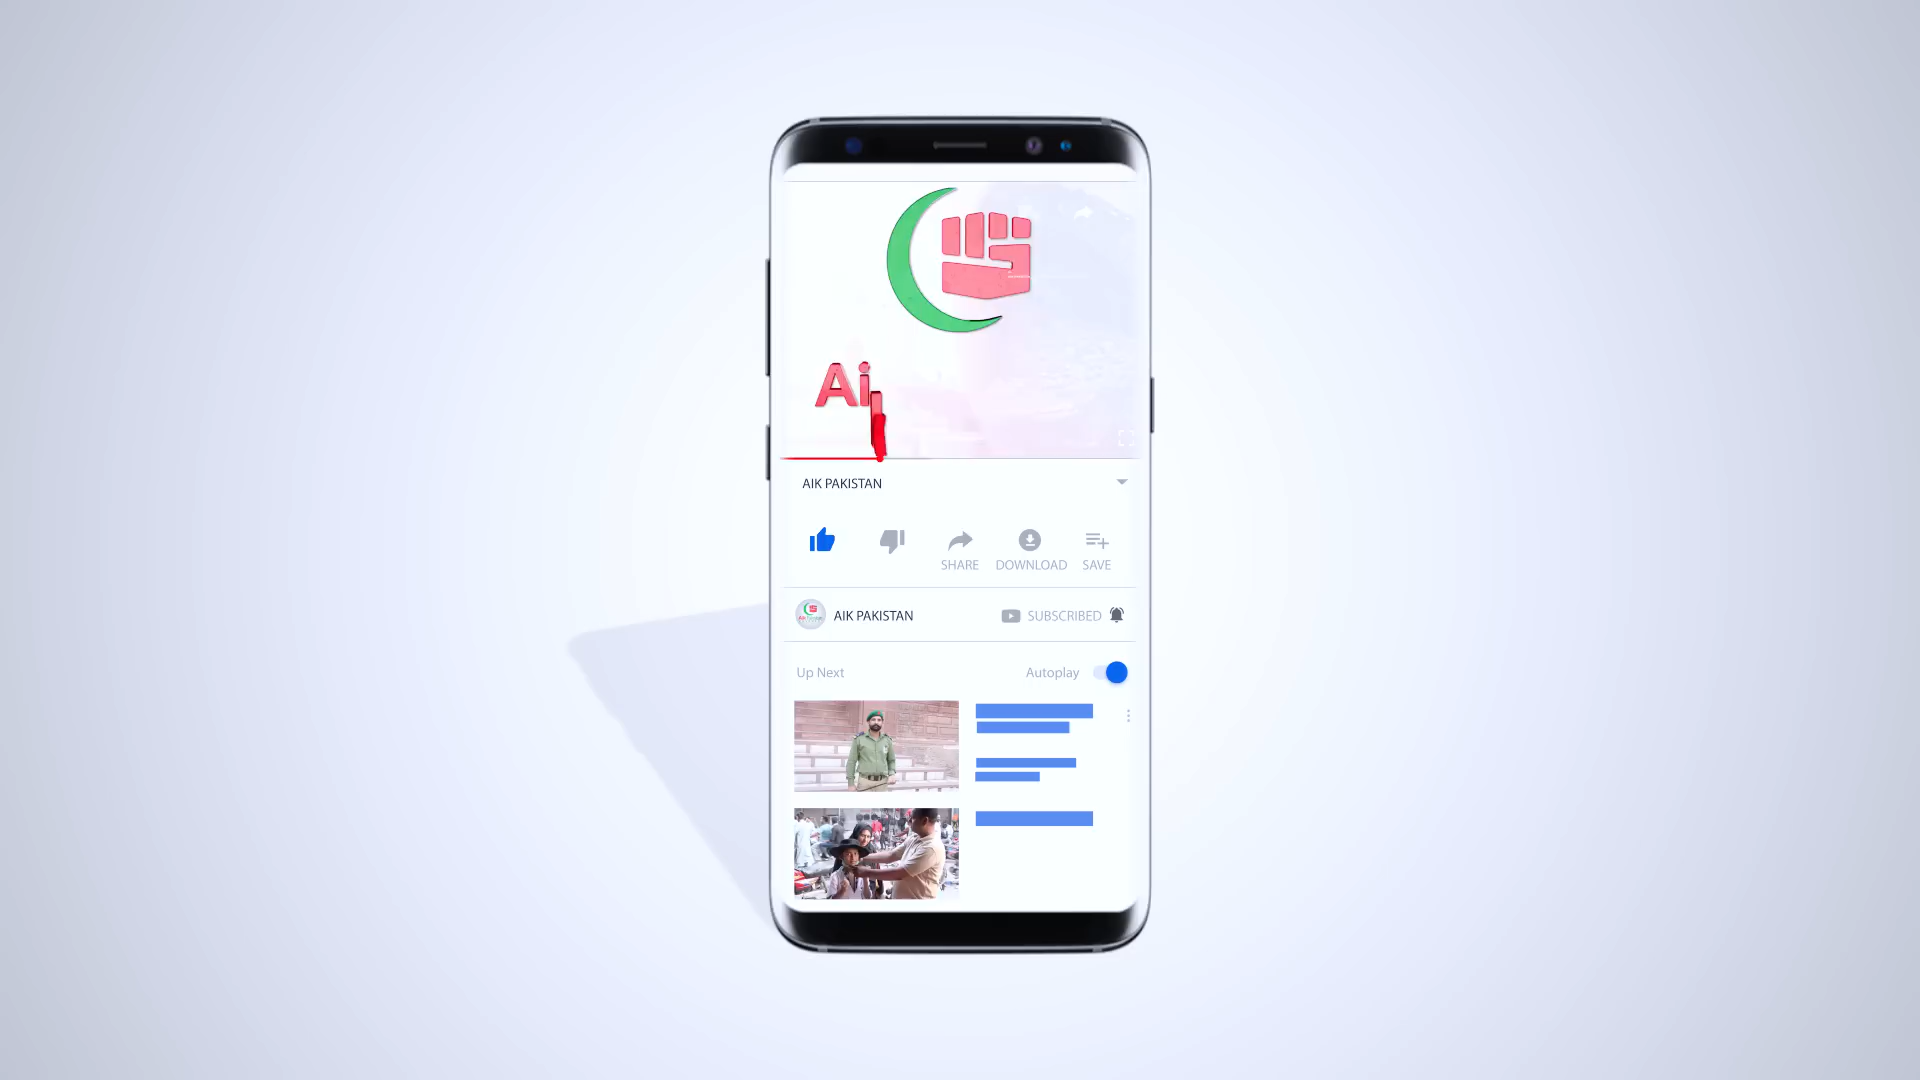 Ai
AIK PAKISTAN
SHARE DOWNLOAD SAVE
AIK PAKISTAN SUBSCRIBED
Up Next Autoplay